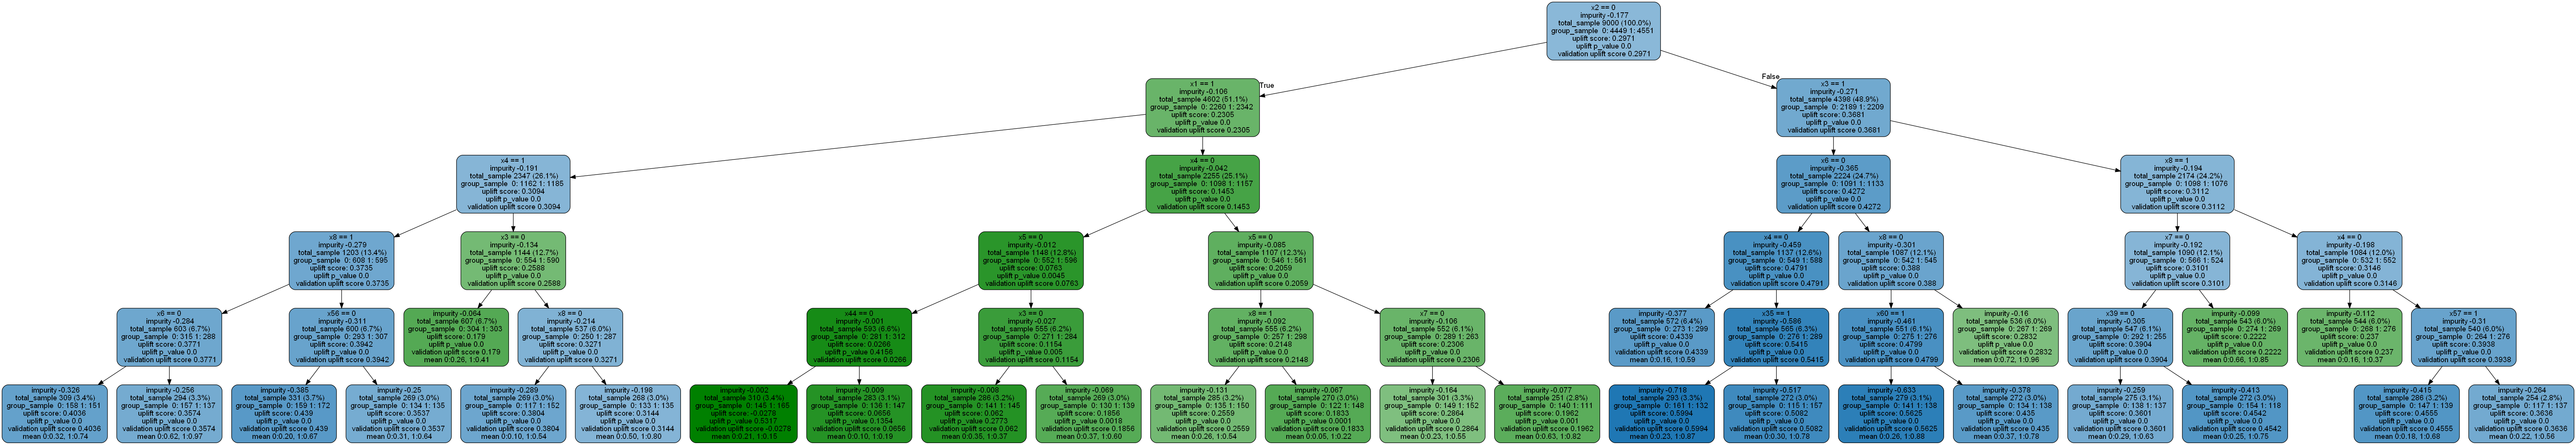 x2 == 0
impurity -0.177
total_sample 9000 (100.0%)
group_sample 0: 4449 1: 4551
uplift score: 0.2971
uplift p_value 0.0
validation uplift score 0.2971
True
False
x1 == 1
impurity -0.106
total_sample 4602 (51.1%)
group_sample 0: 2260 1: 2342
uplift score: 0.2305
uplift p_value 0.0
validation uplift score 0.2305
x3 == 1
impurity -0.271
total_sample 4398 (48.9%)
group_sample 0: 2189 1: 2209
uplift score: 0.3681
uplift p_value 0.0
validation uplift score 0.3681
x4 == 1
impurity -0.191
total_sample 2347 (26.1%)
group_sample 0: 1162 1: 1185
uplift score: 0.3094
uplift p_value 0.0
validation uplift score 0.3094
x4 == 0
impurity -0.042
total_sample 2255 (25.1%)
group_sample 0: 1098 1: 1157
uplift score: 0.1453
uplift p_value 0.0
validation uplift score 0.1453
x6 == 0
impurity -0.365
total_sample 2224 (24.7%)
group_sample 0: 1091 1: 1133
uplift score: 0.4272
uplift p_value 0.0
validation uplift score 0.4272
x8 == 1
impurity -0.194
total_sample 2174 (24.2%)
group_sample 0: 1098 1: 1076
uplift score: 0.3112
uplift p_value 0.0
validation uplift score 0.3112
x8 == 1
impurity -0.279
total_sample 1203 (13.4%)
group_sample 0: 608 1: 595
uplift score: 0.3735
uplift p_value 0.0
validation uplift score 0.3735
x3 == 0
impurity -0.134
total_sample 1144 (12.7%)
group_sample 0: 554 1: 590
uplift score: 0.2588
uplift p_value 0.0
validation uplift score 0.2588
x5 == 0
impurity -0.012
total_sample 1148 (12.8%)
group_sample 0: 552 1: 596
uplift score: 0.0763
uplift p_value 0.0045
validation uplift score 0.0763
x5 == 0
impurity -0.085
total_sample 1107 (12.3%)
group_sample 0: 546 1: 561
uplift score: 0.2059
uplift p_value 0.0
validation uplift score 0.2059
x4 == 0
impurity -0.459
total_sample 1137 (12.6%)
group_sample 0: 549 1: 588
uplift score: 0.4791
uplift p_value 0.0
validation uplift score 0.4791
x8 == 0
impurity -0.301
total_sample 1087 (12.1%)
group_sample 0: 542 1: 545
uplift score: 0.388
uplift p_value 0.0
validation uplift score 0.388
x7 == 0
impurity -0.192
total_sample 1090 (12.1%)
group_sample 0: 566 1: 524
uplift score: 0.3101
uplift p_value 0.0
validation uplift score 0.3101
x4 == 0
impurity -0.198
total_sample 1084 (12.0%)
group_sample 0: 532 1: 552
uplift score: 0.3146
uplift p_value 0.0
validation uplift score 0.3146
x6 == 0
impurity -0.284
total_sample 603 (6.7%)
group_sample 0: 315 1: 288
uplift score: 0.3771
uplift p_value 0.0
validation uplift score 0.3771
x56 == 0
impurity -0.311
total_sample 600 (6.7%)
group_sample 0: 293 1: 307
uplift score: 0.3942
uplift p_value 0.0
validation uplift score 0.3942
impurity -0.064
total_sample 607 (6.7%)
group_sample 0: 304 1: 303
uplift score: 0.179
uplift p_value 0.0
validation uplift score 0.179
mean 0:0.26, 1:0.41
x8 == 0
impurity -0.214
total_sample 537 (6.0%)
group_sample 0: 250 1: 287
uplift score: 0.3271
uplift p_value 0.0
validation uplift score 0.3271
x44 == 0
impurity -0.001
total_sample 593 (6.6%)
group_sample 0: 281 1: 312
uplift score: 0.0266
uplift p_value 0.4156
validation uplift score 0.0266
x3 == 0
impurity -0.027
total_sample 555 (6.2%)
group_sample 0: 271 1: 284
uplift score: 0.1154
uplift p_value 0.005
validation uplift score 0.1154
x8 == 1
impurity -0.092
total_sample 555 (6.2%)
group_sample 0: 257 1: 298
uplift score: 0.2148
uplift p_value 0.0
validation uplift score 0.2148
x7 == 0
impurity -0.106
total_sample 552 (6.1%)
group_sample 0: 289 1: 263
uplift score: 0.2306
uplift p_value 0.0
validation uplift score 0.2306
impurity -0.377
total_sample 572 (6.4%)
group_sample 0: 273 1: 299
uplift score: 0.4339
uplift p_value 0.0
validation uplift score 0.4339
mean 0:0.16, 1:0.59
x35 == 1
impurity -0.586
total_sample 565 (6.3%)
group_sample 0: 276 1: 289
uplift score: 0.5415
uplift p_value 0.0
validation uplift score 0.5415
x60 == 1
impurity -0.461
total_sample 551 (6.1%)
group_sample 0: 275 1: 276
uplift score: 0.4799
uplift p_value 0.0
validation uplift score 0.4799
impurity -0.16
total_sample 536 (6.0%)
group_sample 0: 267 1: 269
uplift score: 0.2832
uplift p_value 0.0
validation uplift score 0.2832
mean 0:0.72, 1:0.96
x39 == 0
impurity -0.305
total_sample 547 (6.1%)
group_sample 0: 292 1: 255
uplift score: 0.3904
uplift p_value 0.0
validation uplift score 0.3904
impurity -0.099
total_sample 543 (6.0%)
group_sample 0: 274 1: 269
uplift score: 0.2222
uplift p_value 0.0
validation uplift score 0.2222
mean 0:0.66, 1:0.85
impurity -0.112
total_sample 544 (6.0%)
group_sample 0: 268 1: 276
uplift score: 0.237
uplift p_value 0.0
validation uplift score 0.237
mean 0:0.16, 1:0.37
x57 == 1
impurity -0.31
total_sample 540 (6.0%)
group_sample 0: 264 1: 276
uplift score: 0.3938
uplift p_value 0.0
validation uplift score 0.3938
impurity -0.326
total_sample 309 (3.4%)
group_sample 0: 158 1: 151
uplift score: 0.4036
uplift p_value 0.0
validation uplift score 0.4036
mean 0:0.32, 1:0.74
impurity -0.256
total_sample 294 (3.3%)
group_sample 0: 157 1: 137
uplift score: 0.3574
uplift p_value 0.0
validation uplift score 0.3574
mean 0:0.62, 1:0.97
impurity -0.385
total_sample 331 (3.7%)
group_sample 0: 159 1: 172
uplift score: 0.439
uplift p_value 0.0
validation uplift score 0.439
mean 0:0.20, 1:0.67
impurity -0.25
total_sample 269 (3.0%)
group_sample 0: 134 1: 135
uplift score: 0.3537
uplift p_value 0.0
validation uplift score 0.3537
mean 0:0.31, 1:0.64
impurity -0.289
total_sample 269 (3.0%)
group_sample 0: 117 1: 152
uplift score: 0.3804
uplift p_value 0.0
validation uplift score 0.3804
mean 0:0.10, 1:0.54
impurity -0.198
total_sample 268 (3.0%)
group_sample 0: 133 1: 135
uplift score: 0.3144
uplift p_value 0.0
validation uplift score 0.3144
mean 0:0.50, 1:0.80
impurity -0.002
total_sample 310 (3.4%)
group_sample 0: 145 1: 165
uplift score: -0.0278
uplift p_value 0.5317
validation uplift score -0.0278
mean 0:0.21, 1:0.15
impurity -0.009
total_sample 283 (3.1%)
group_sample 0: 136 1: 147
uplift score: 0.0656
uplift p_value 0.1354
validation uplift score 0.0656
mean 0:0.10, 1:0.19
impurity -0.008
total_sample 286 (3.2%)
group_sample 0: 141 1: 145
uplift score: 0.062
uplift p_value 0.2773
validation uplift score 0.062
mean 0:0.35, 1:0.37
impurity -0.069
total_sample 269 (3.0%)
group_sample 0: 130 1: 139
uplift score: 0.1856
uplift p_value 0.0018
validation uplift score 0.1856
mean 0:0.37, 1:0.60
impurity -0.131
total_sample 285 (3.2%)
group_sample 0: 135 1: 150
uplift score: 0.2559
uplift p_value 0.0
validation uplift score 0.2559
mean 0:0.26, 1:0.54
impurity -0.067
total_sample 270 (3.0%)
group_sample 0: 122 1: 148
uplift score: 0.1833
uplift p_value 0.0001
validation uplift score 0.1833
mean 0:0.05, 1:0.22
impurity -0.164
total_sample 301 (3.3%)
group_sample 0: 149 1: 152
uplift score: 0.2864
uplift p_value 0.0
validation uplift score 0.2864
mean 0:0.23, 1:0.55
impurity -0.077
total_sample 251 (2.8%)
group_sample 0: 140 1: 111
uplift score: 0.1962
uplift p_value 0.001
validation uplift score 0.1962
mean 0:0.63, 1:0.82
impurity -0.718
total_sample 293 (3.3%)
group_sample 0: 161 1: 132
uplift score: 0.5994
uplift p_value 0.0
validation uplift score 0.5994
mean 0:0.23, 1:0.87
impurity -0.517
total_sample 272 (3.0%)
group_sample 0: 115 1: 157
uplift score: 0.5082
uplift p_value 0.0
validation uplift score 0.5082
mean 0:0.30, 1:0.78
impurity -0.633
total_sample 279 (3.1%)
group_sample 0: 141 1: 138
uplift score: 0.5625
uplift p_value 0.0
validation uplift score 0.5625
mean 0:0.26, 1:0.88
impurity -0.378
total_sample 272 (3.0%)
group_sample 0: 134 1: 138
uplift score: 0.435
uplift p_value 0.0
validation uplift score 0.435
mean 0:0.37, 1:0.78
impurity -0.259
total_sample 275 (3.1%)
group_sample 0: 138 1: 137
uplift score: 0.3601
uplift p_value 0.0
validation uplift score 0.3601
mean 0:0.29, 1:0.63
impurity -0.413
total_sample 272 (3.0%)
group_sample 0: 154 1: 118
uplift score: 0.4542
uplift p_value 0.0
validation uplift score 0.4542
mean 0:0.25, 1:0.75
impurity -0.415
total_sample 286 (3.2%)
group_sample 0: 147 1: 139
uplift score: 0.4555
uplift p_value 0.0
validation uplift score 0.4555
mean 0:0.18, 1:0.68
impurity -0.264
total_sample 254 (2.8%)
group_sample 0: 117 1: 137
uplift score: 0.3636
uplift p_value 0.0
validation uplift score 0.3636
mean 0:0.22, 1:0.56